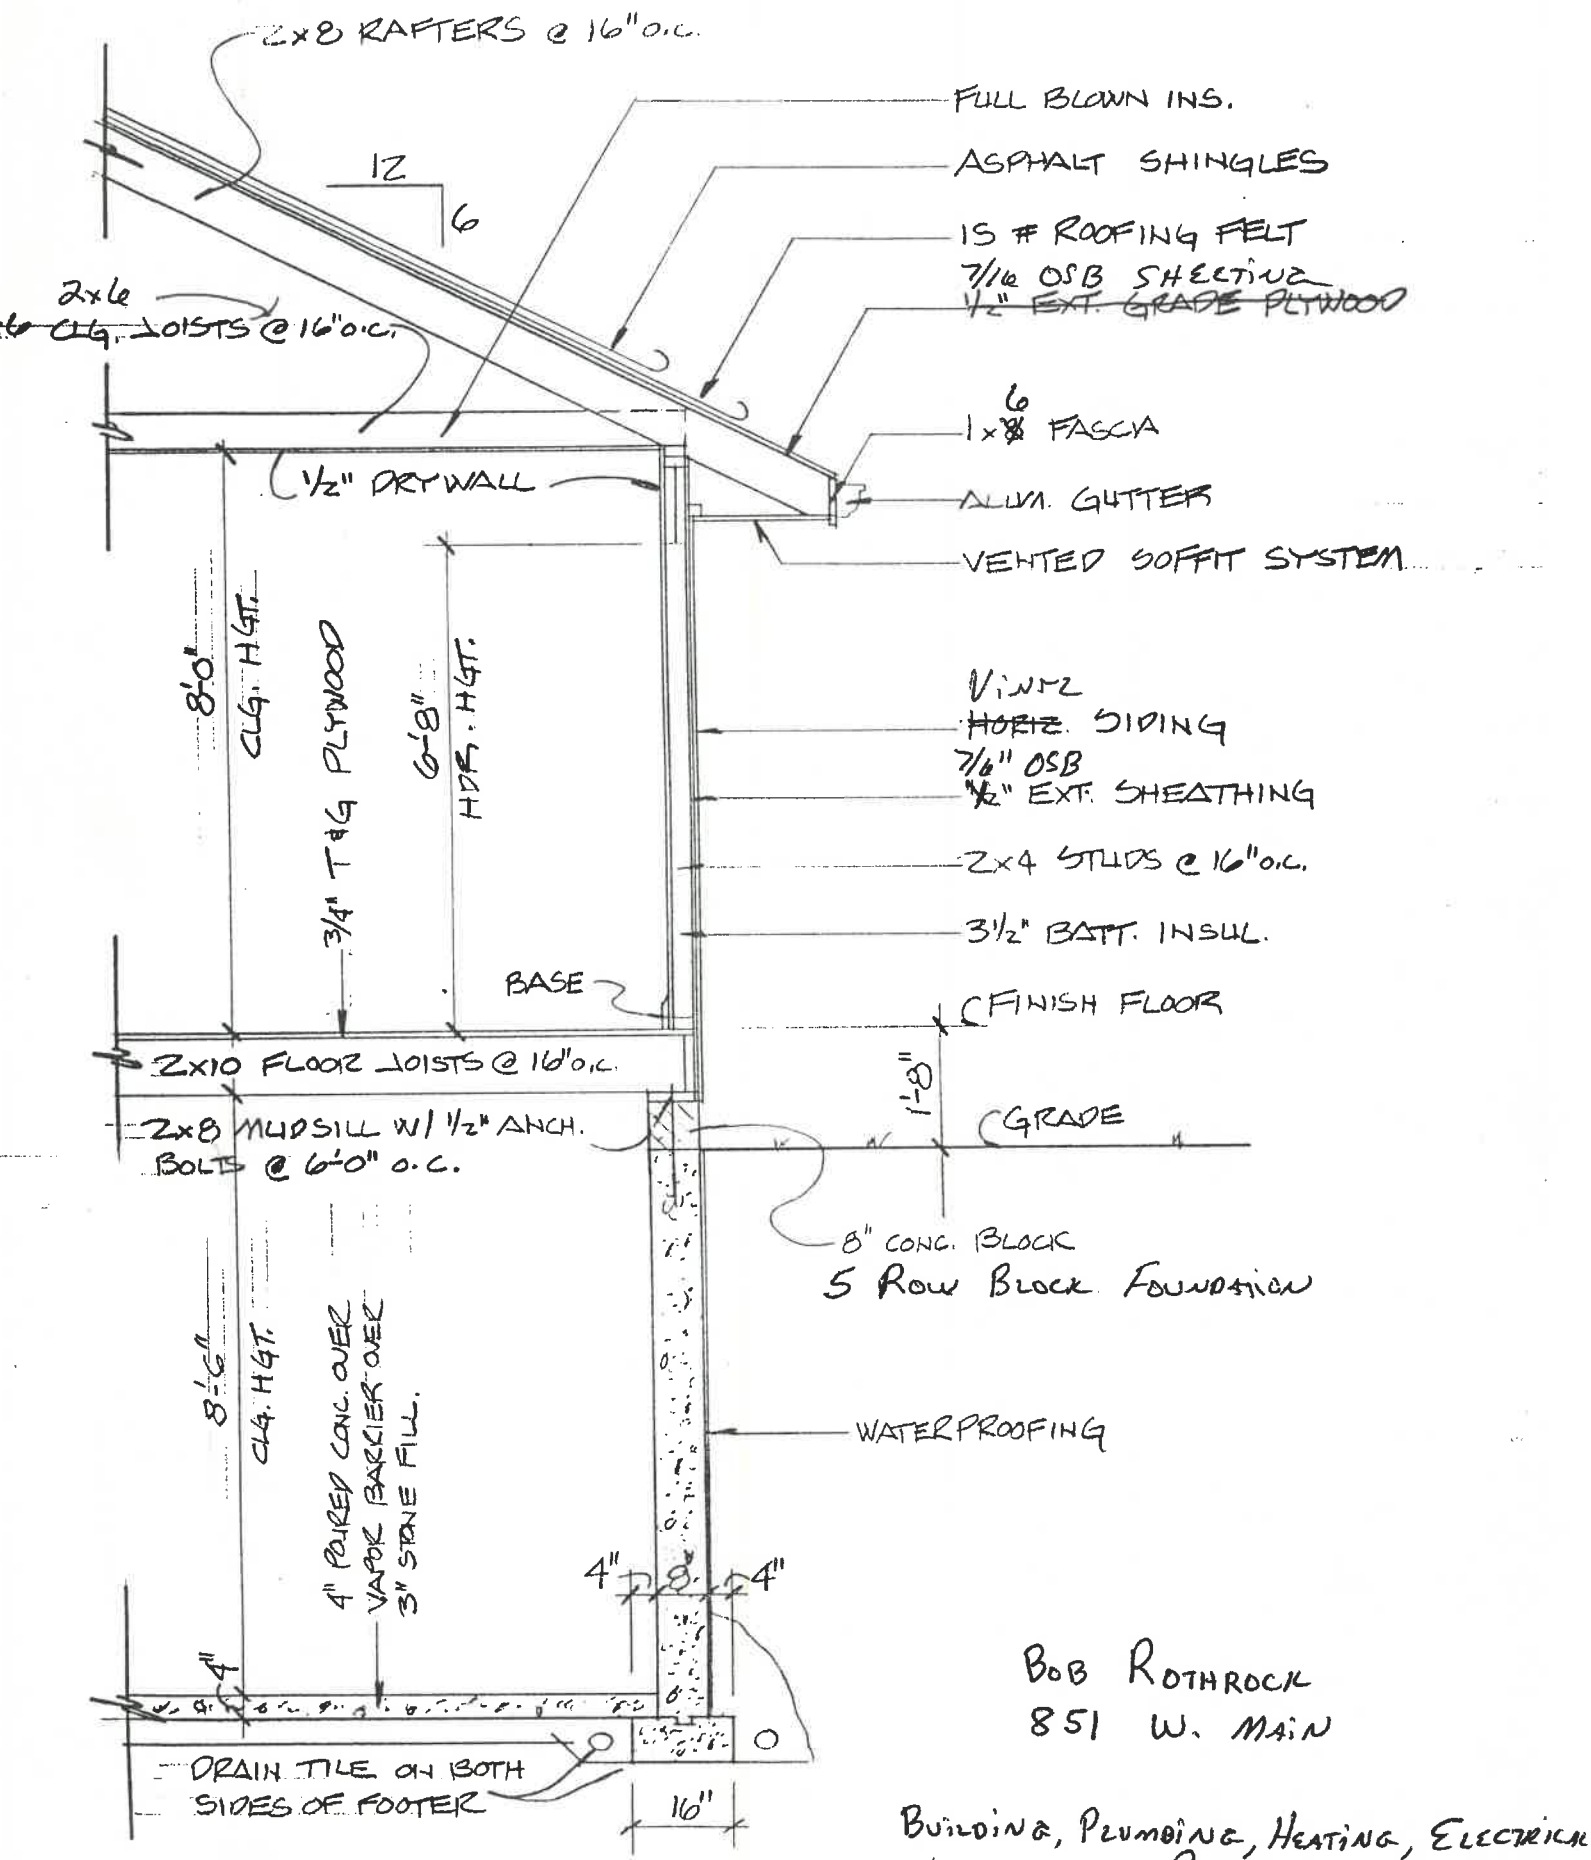 2x8 RAFTERS @ 16" O.C.
FULL BLOWN INS.
ASPHALT SHINGLES
12
6
15 # ROOFING FELT
7/16 OSB SHEETING
1/2" EXT. GRADE PLYWOOD
2x6
CLG. JOISTS @ 16" O.C.
6
1x8 FASCIA
1/2" DRYWALL
ALUM. GUTTER
VENTED SOFFIT SYSTEM
8'-0"
CLG. HGT.
3/4" T&G PLYWOOD
6'-8"
HDR. HGT.
VINYL
HORIZ. SIDING
7/16" OSB
1/2" EXT. SHEATHING
2x4 STUDS @ 16" O.C.
3 1/2" BATT. INSUL.
BASE
FINISH FLOOR
2x10 FLOOR JOISTS @ 16" O.C.
1'-8"
GRADE
2x8 MUDSILL W/ 1/2" ANCH.
BOLTS @ 6'-0" O.C.
8" CONC. BLOCK
5 ROW BLOCK FOUNDATION
8'-6"
CLG. HGT.
4" POURED CONC. OVER
VAPOR BARRIER OVER
3" STONE FILL.
WATERPROOFING
4" 8" 4"
4"
BOB ROTHROCK
851 W. MAIN
DRAIN TILE ON BOTH
SIDES OF FOOTER
16"
BUILDING, PLUMBING, HEATING, ELECTRICAL